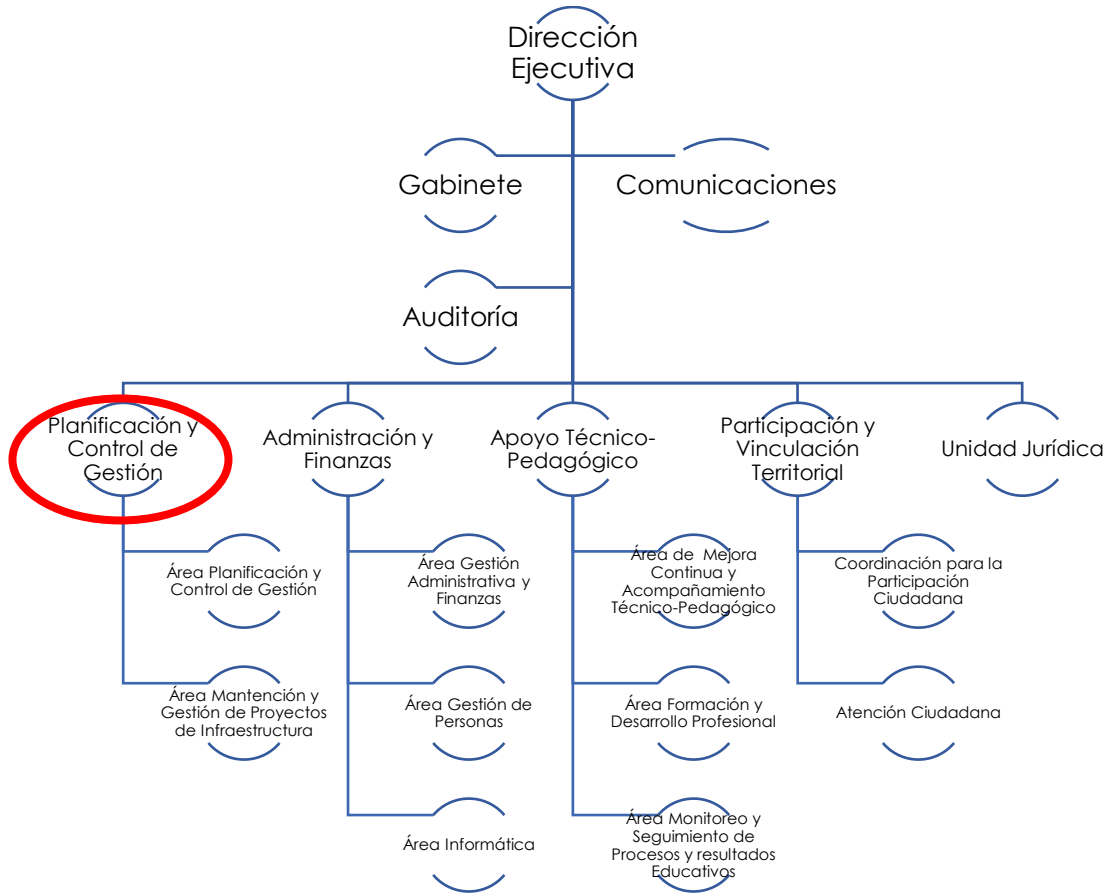 Dirección
Ejecutiva
Gabinete
Comunicaciones
Auditoría
Planificación y
Control de
Gestión
Administración y
Finanzas
Apoyo Técnico-
Pedagógico
Participación y
Vinculación
Territorial
Unidad Jurídica
Área Planificación y
Control de Gestión
Área Gestión
Administrativa y
Finanzas
Área de Mejora
Continua y
Acompañamiento
Técnico-Pedagógico
Coordinación para la
Participación
Ciudadana
Área Mantención y
Gestión de Proyectos
de Infraestructura
Área Gestión de
Personas
Área Formación y
Desarrollo Profesional
Atención Ciudadana
Área Informática
Área Monitoreo y
Seguimiento de
Procesos y resultados
Educativos